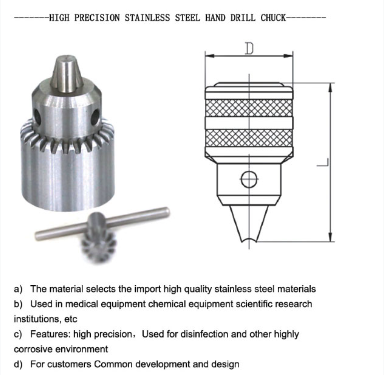 -------HIGH PRECISION STAINLESS STEEL HAND DRILL CHUCK--------
D
L
a) The material selects the import high quality stainless steel materials
b) Used in medical equipment chemical equipment scientific research
institutions, etc
c) Features: high precision, Used for disinfection and other highly
corrosive environment
d) For customers Common development and design